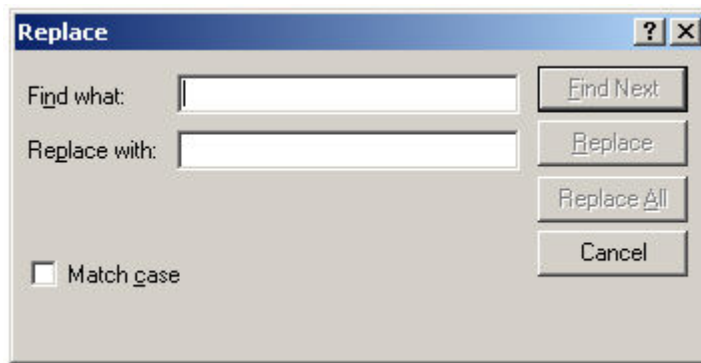 Replace
Find what:
Find Next
Replace with:
Replace
Replace All
Cancel
Match case